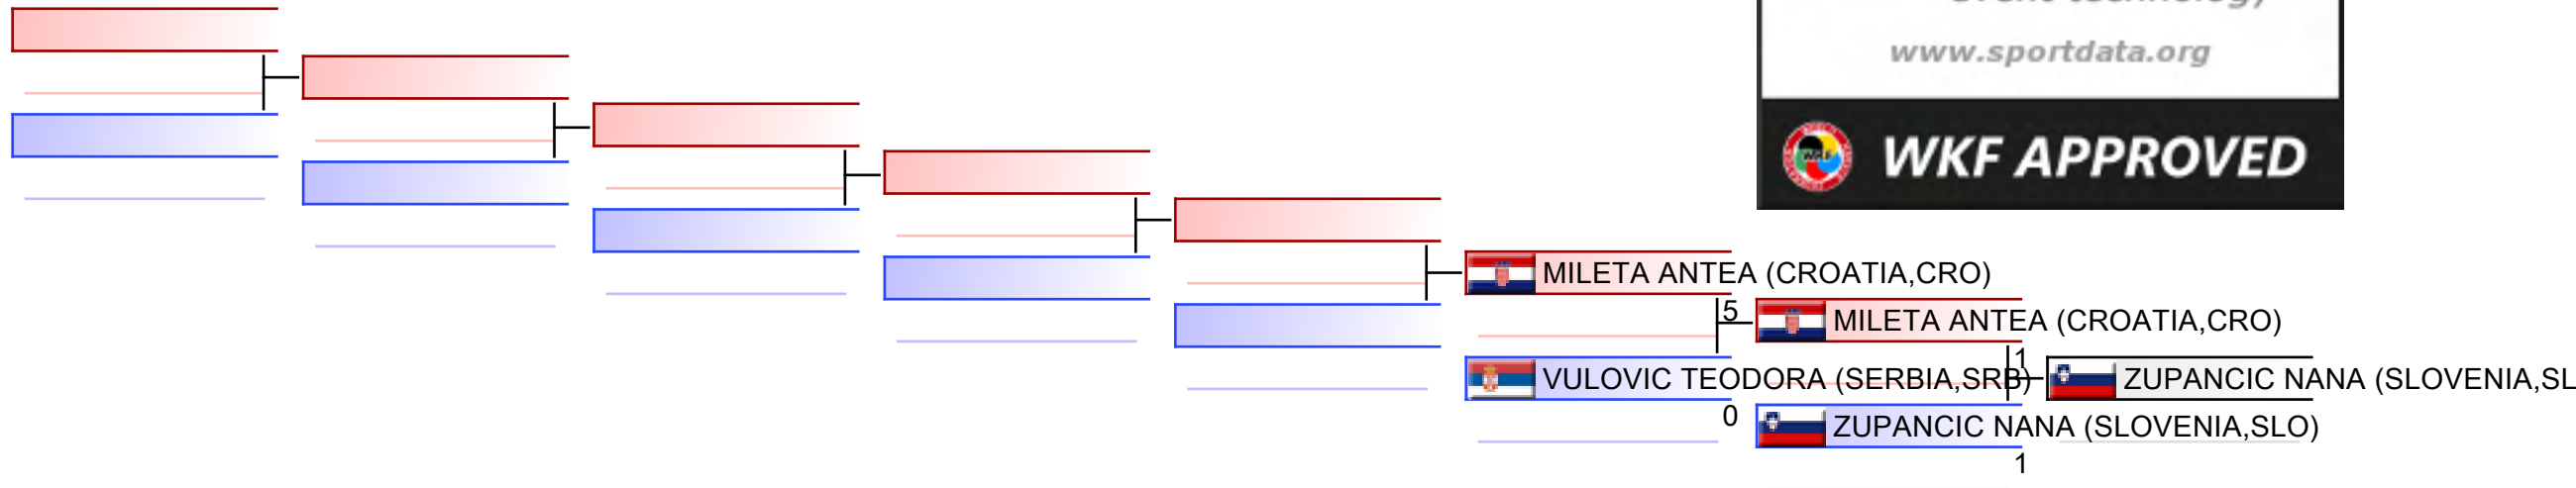 www.sportdata.org
WKF APPROVED
MILETA ANTEA (CROATIA,CRO)
5
MILETA ANTEA (CROATIA,CRO)
1
VULOVIC TEODORA (SERBIA,SRB)
ZUPANCIC NANA (SLOVENIA,SL
0
ZUPANCIC NANA (SLOVENIA,SLO)
1